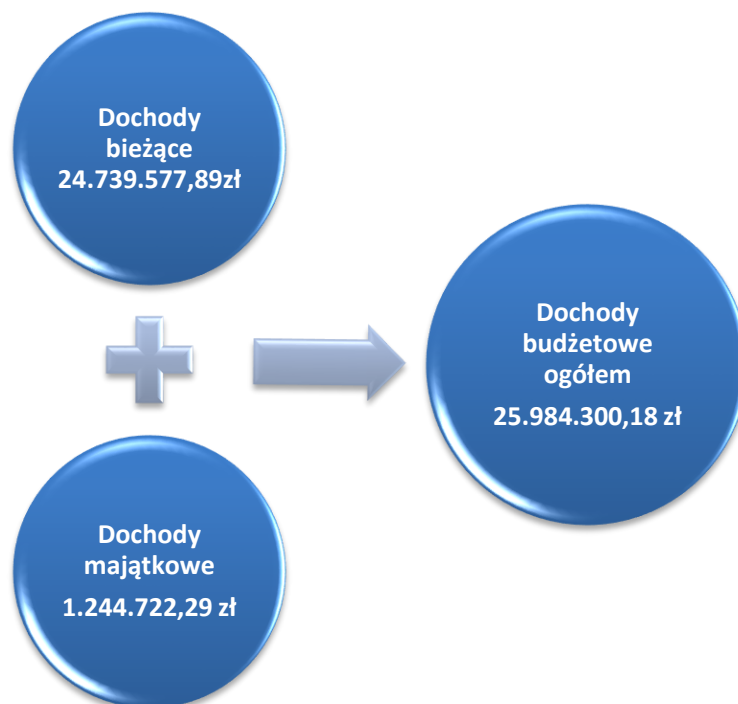 Dochody
bieżące
24.739.577,89zł
Dochody
majątkowe
1.244.722,29 zł
Dochody
budżetowe
ogółem
25.984.300,18 zł